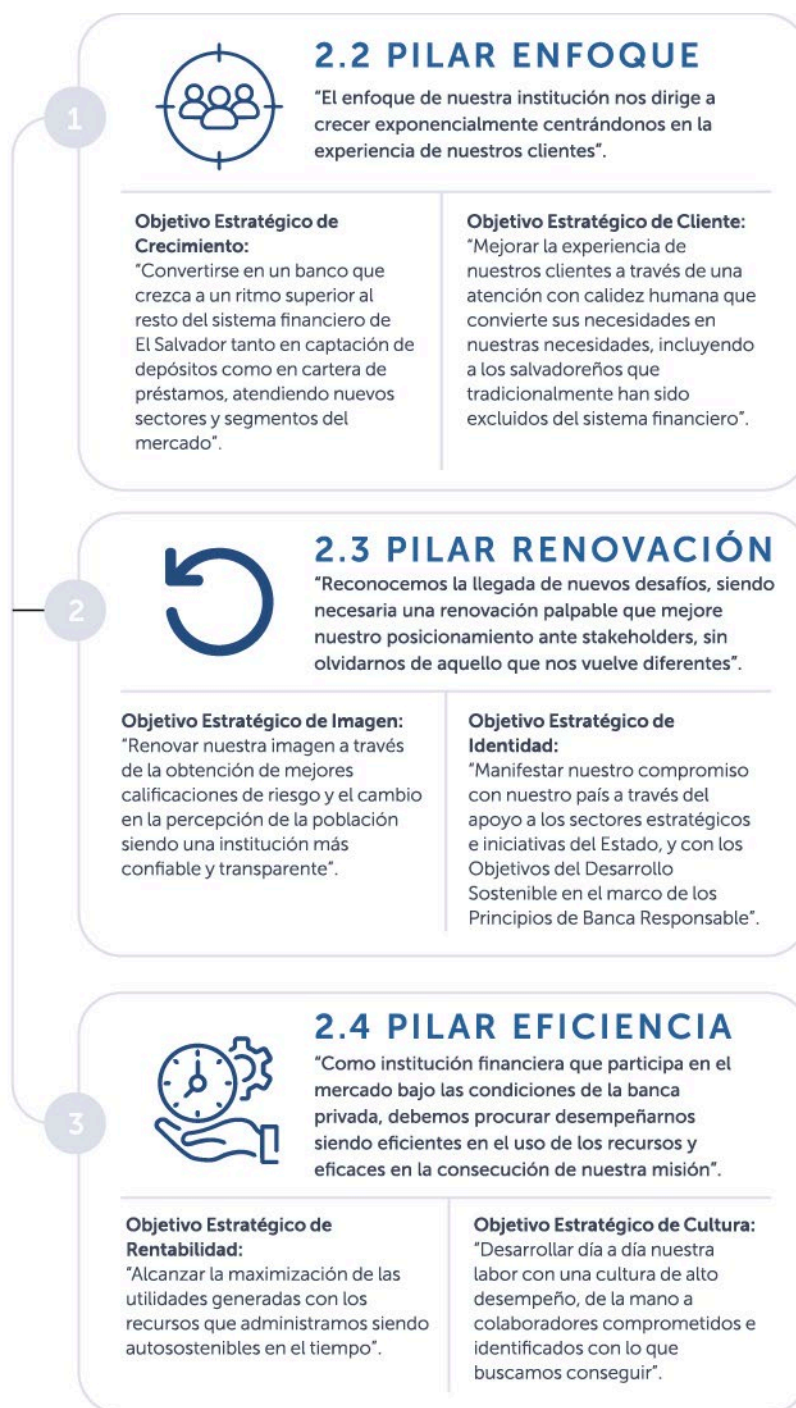 1
2.2 PILAR ENFOQUE
“El enfoque de nuestra institución nos dirige a
crecer exponencialmente centrándonos en la
experiencia de nuestros clientes”.
Objetivo Estratégico de
Crecimiento:
“Convertirse en un banco que
crezca a un ritmo superior al
resto del sistema financiero de
El Salvador tanto en captación de
depósitos como en cartera de
préstamos, atendiendo nuevos
sectores y segmentos del
mercado”.
Objetivo Estratégico de Cliente:
“Mejorar la experiencia de
nuestros clientes a través de una
atención con calidez humana que
convierte sus necesidades en
nuestras necesidades, incluyendo
a los salvadoreños que
tradicionalmente han sido
excluidos del sistema financiero”.
2
2.3 PILAR RENOVACIÓN
“Reconocemos la llegada de nuevos desafíos, siendo
necesaria una renovación palpable que mejore
nuestro posicionamiento ante stakeholders, sin
olvidarnos de aquello que nos vuelve diferentes”.
Objetivo Estratégico de Imagen:
“Renovar nuestra imagen a través
de la obtención de mejores
calificaciones de riesgo y el cambio
en la percepción de la población
siendo una institución más
confiable y transparente”.
Objetivo Estratégico de
Identidad:
“Manifestar nuestro compromiso
con nuestro país a través del
apoyo a los sectores estratégicos
e iniciativas del Estado, y con los
Objetivos del Desarrollo
Sostenible en el marco de los
Principios de Banca Responsable”.
3
2.4 PILAR EFICIENCIA
“Como institución financiera que participa en el
mercado bajo las condiciones de la banca
privada, debemos procurar desempeñarnos
siendo eficientes en el uso de los recursos y
eficaces en la consecución de nuestra misión”.
Objetivo Estratégico de
Rentabilidad:
“Alcanzar la maximización de las
utilidades generadas con los
recursos que administramos siendo
autosostenibles en el tiempo”.
Objetivo Estratégico de Cultura:
“Desarrollar día a día nuestra
labor con una cultura de alto
desempeño, de la mano a
colaboradores comprometidos e
identificados con lo que
buscamos conseguir”.